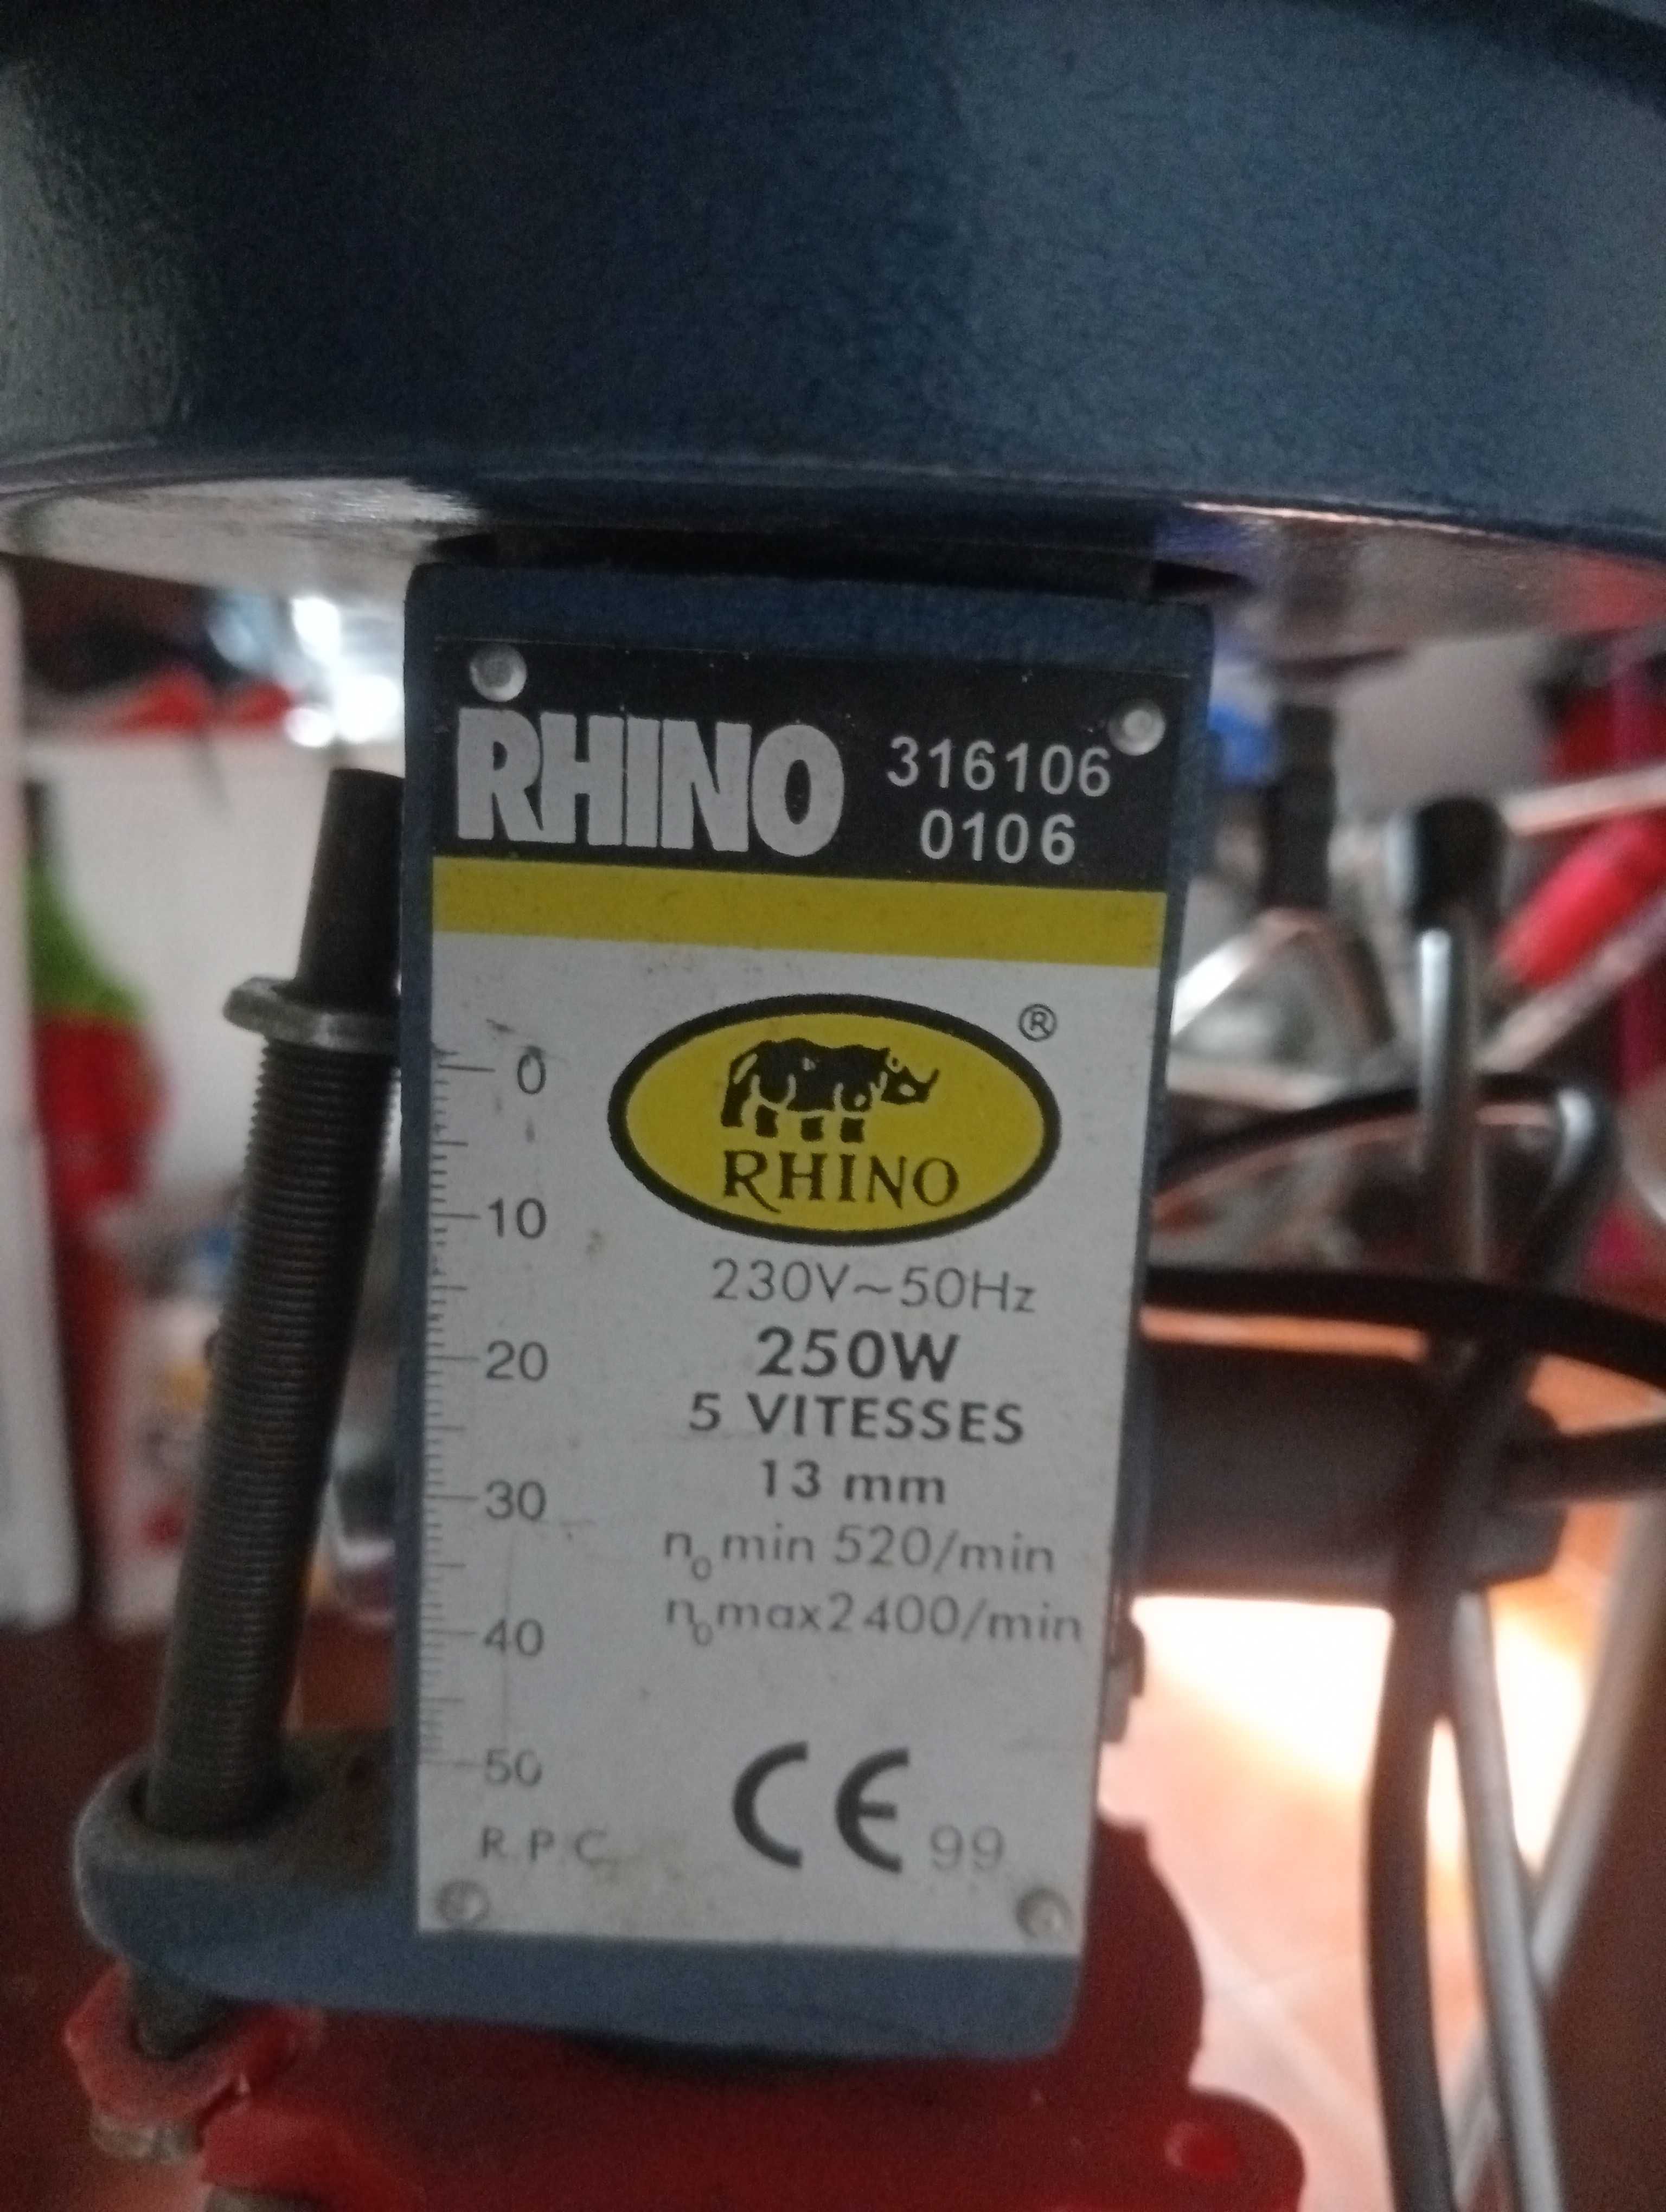 RHINO 316106
0106
®
RHINO
0
10
20
30
40
50
230V~50Hz
250W
5 VITESSES
13 mm
n₀ min 520/min
n₀ max2400/min
R.P.C.
CE 99